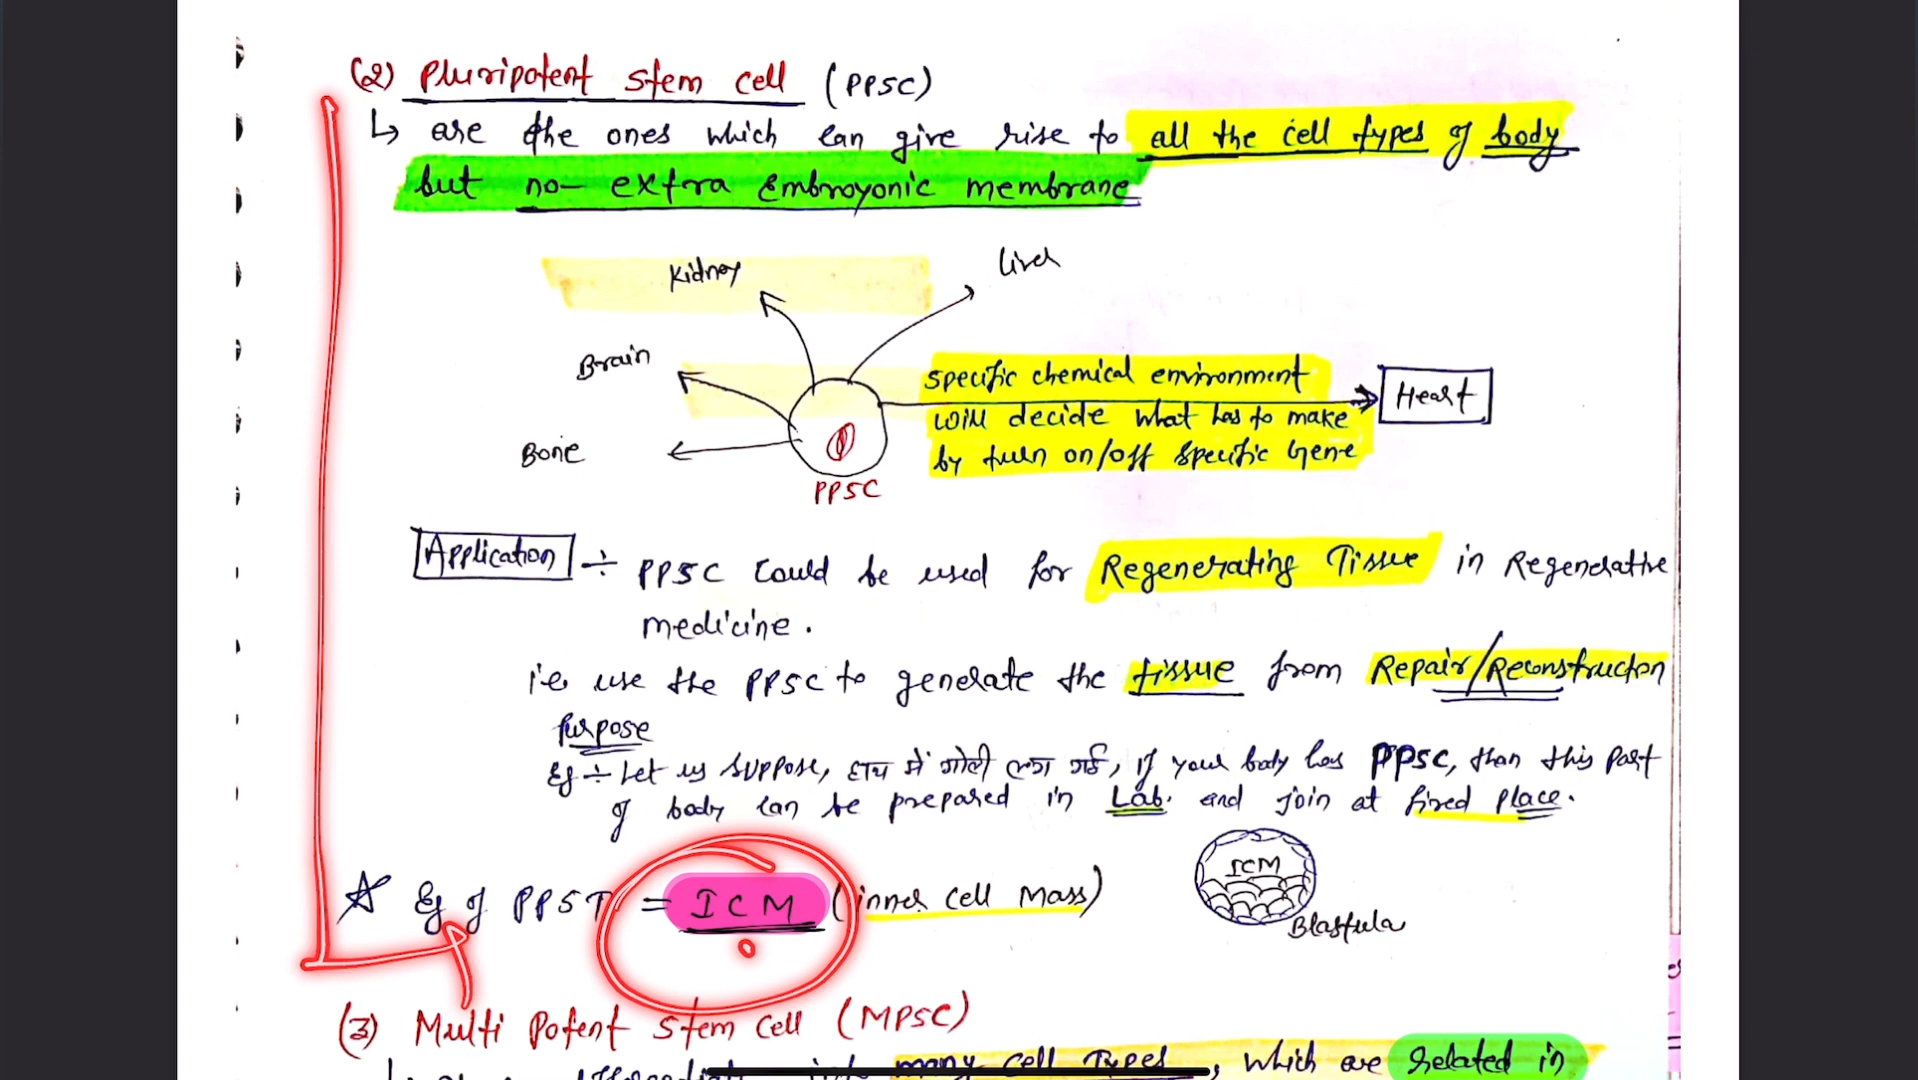 (2) Pluripotent stem cell (PPSC)
↳ are the ones which can give rise to all the cell types of body
but no- extra Embroyonic membrane
Kidney
Liver
Brain
Bone
PPSC
specific chemical environment
will decide what has to make
by turn on/off specific Gene
Heart
Application ÷ PPSC could be used for Regenerating Tissue in Regenerative
medicine.
i.e. use the PPSC to generate the tissue from Repair/Reconstructon
Purpose
Eg ÷ Let us suppose, हाथ में गोली लग गई, if your body has PPSC, than this part
of body can be prepared in Lab. and join at fixed place.
☆ Eg of PPST = ICM (inner cell Mass)
ICM
Blastula
(3) Multi Potent stem cell (MPSC)
many cell Types, which are related in